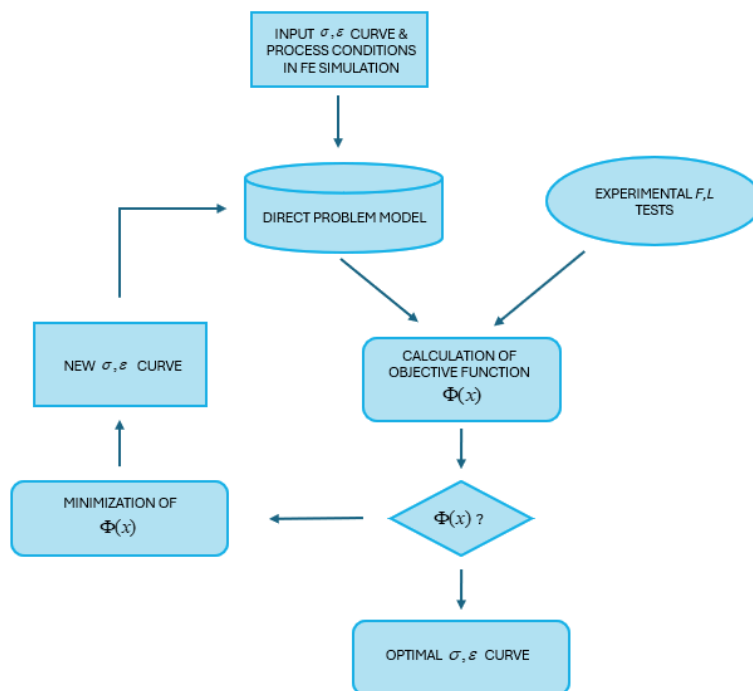 INPUT σ,ε CURVE &
PROCESS CONDITIONS
IN FE SIMULATION
DIRECT PROBLEM MODEL
EXPERIMENTAL F,L
TESTS
NEW σ,ε CURVE
CALCULATION OF
OBJECTIVE FUNCTION
Φ(x)
MINIMIZATION OF
Φ(x)
Φ(x) ?
OPTIMAL σ,ε CURVE